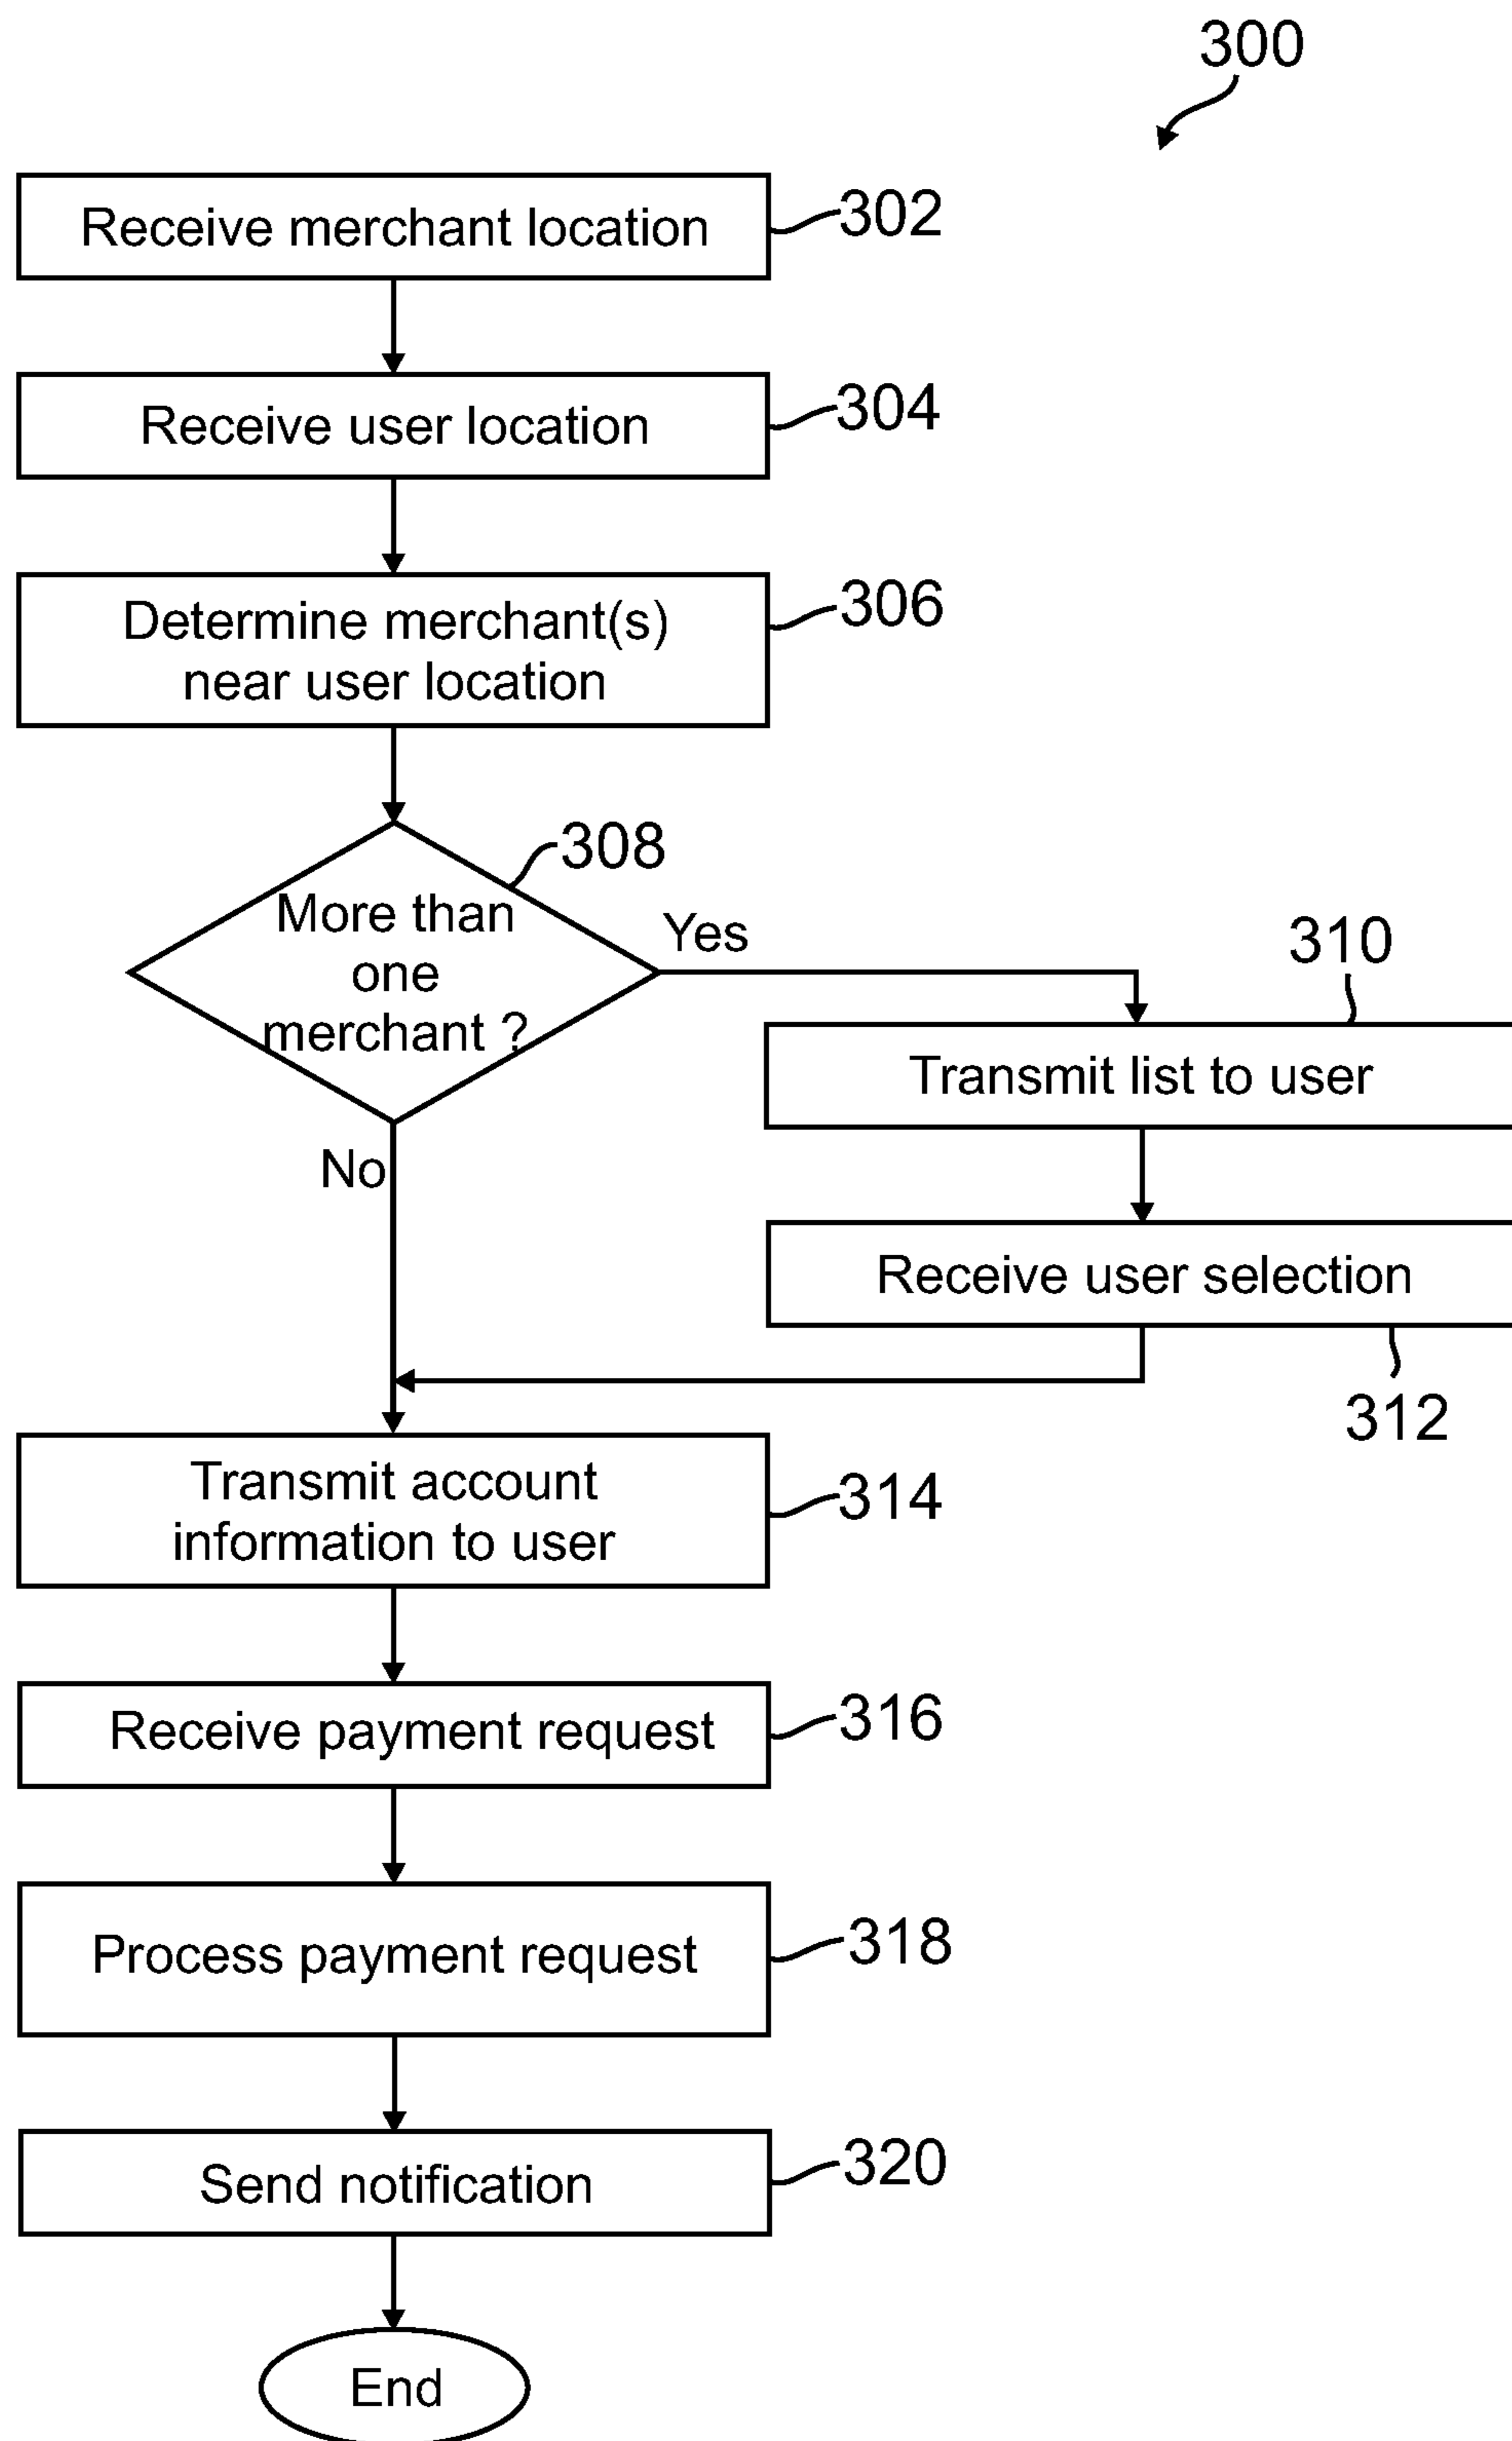 300
Receive merchant location
302
Receive user location
304
Determine merchant(s)
near user location
306
308
More than
one
merchant ?
Yes
310
Transmit list to user
No
Receive user selection
312
Transmit account
information to user
314
Receive payment request
316
Process payment request
318
Send notification
320
End